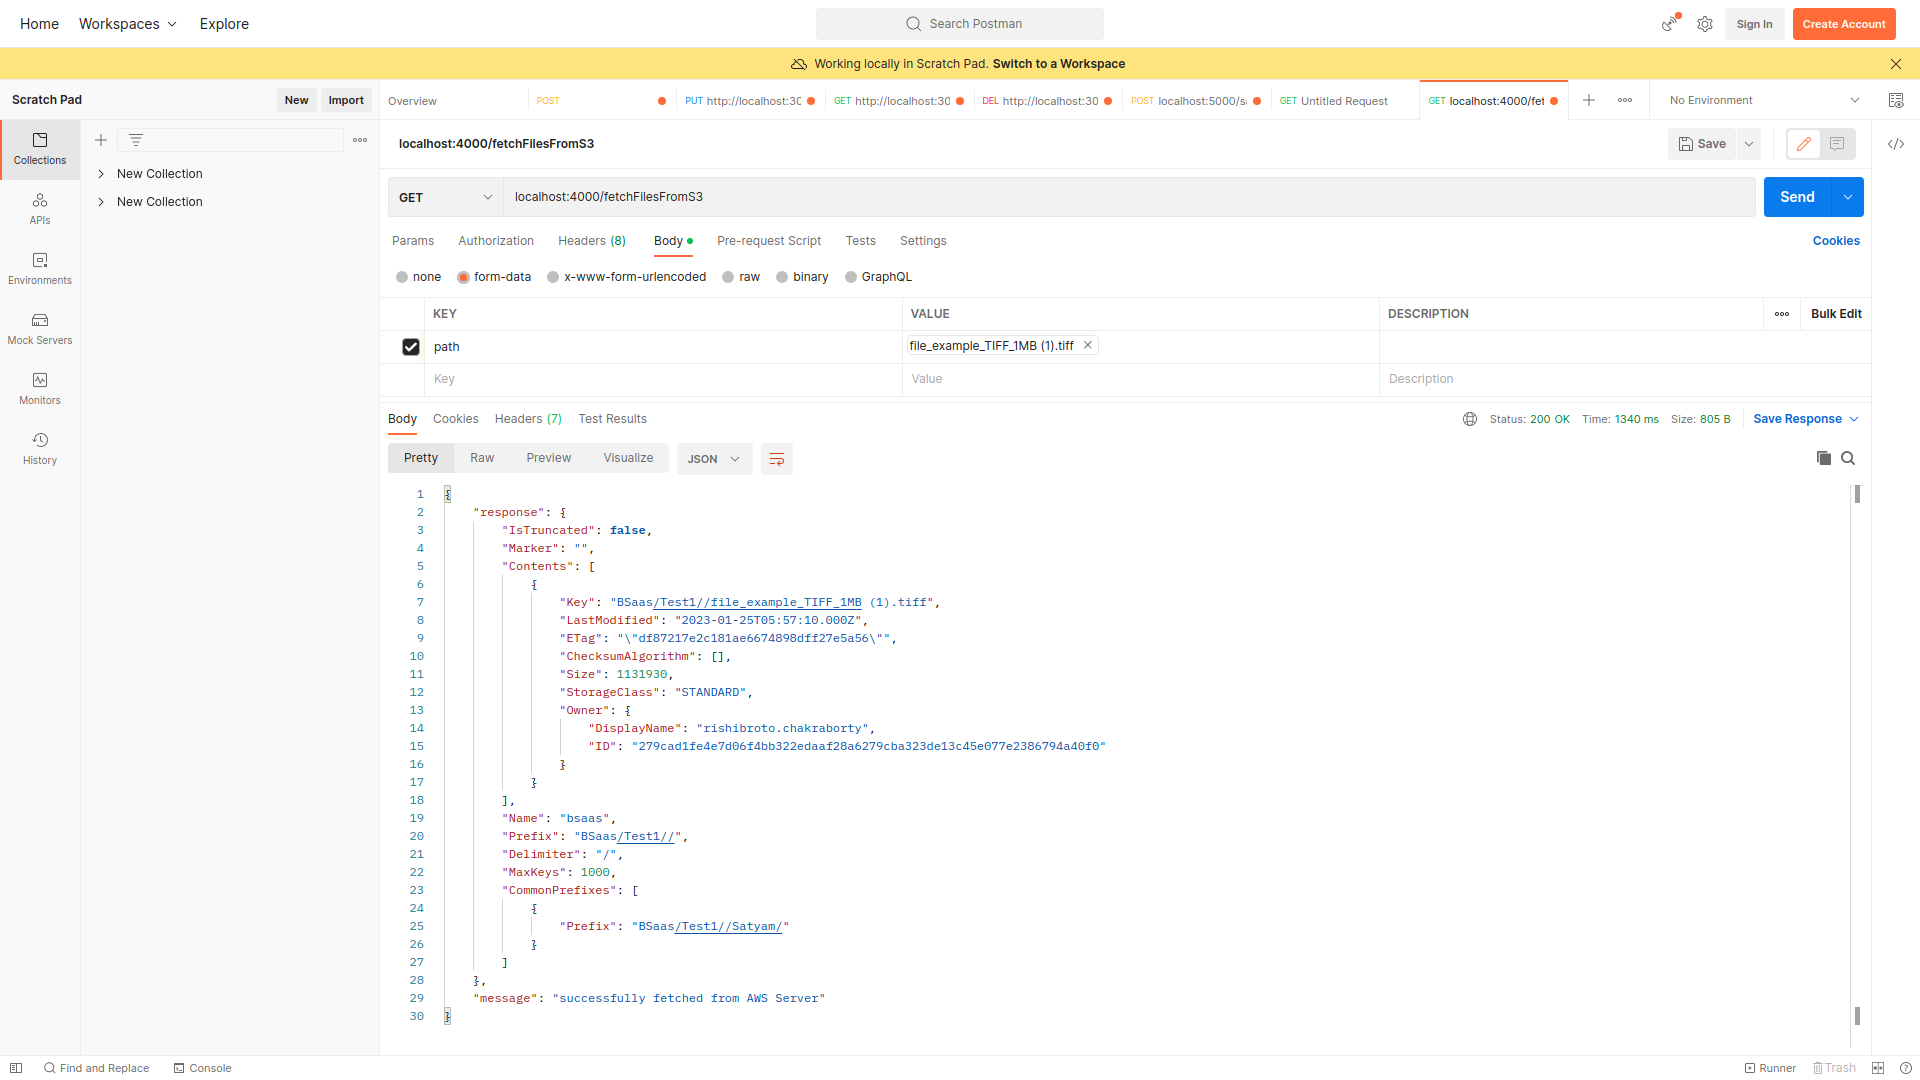 Home Workspaces Explore Search Postman Sign In Create Account
Working locally in Scratch Pad. Switch to a Workspace
Scratch Pad New Import Overview POST PUT http://localhost:30 GET http://localhost:30 DEL http://localhost:30 POST localhost:5000/s GET Untitled Request GET localhost:4000/fet No Environment
Collections
APIs
Environments
Mock Servers
Monitors
History
New Collection
New Collection
localhost:4000/fetchFilesFromS3 Save
GET localhost:4000/fetchFilesFromS3 Send
Params Authorization Headers (8) Body Pre-request Script Tests Settings Cookies
none form-data x-www-form-urlencoded raw binary GraphQL
KEY VALUE DESCRIPTION Bulk Edit
path file_example_TIFF_1MB (1).tiff
Key Value Description
Body Cookies Headers (7) Test Results Status: 200 OK Time: 1340 ms Size: 805 B Save Response
Pretty Raw Preview Visualize JSON
1 {
2 "response": {
3 "IsTruncated": false,
4 "Marker": "",
5 "Contents": [
6 {
7 "Key": "BSaas/Test1//file_example_TIFF_1MB (1).tiff",
8 "LastModified": "2023-01-25T05:57:10.000Z",
9 "ETag": "\"df87217e2c181ae6674898dff27e5a56\"",
10 "ChecksumAlgorithm": [],
11 "Size": 1131930,
12 "StorageClass": "STANDARD",
13 "Owner": {
14 "DisplayName": "rishibroto.chakraborty",
15 "ID": "279cad1fe4e7d06f4bb322edaaf28a6279cba323de13c45e077e2386794a40f0"
16 }
17 }
18 ],
19 "Name": "bsaas",
20 "Prefix": "BSaas/Test1//",
21 "Delimiter": "/",
22 "MaxKeys": 1000,
23 "CommonPrefixes": [
24 {
25 "Prefix": "BSaas/Test1//Satyam/"
26 }
27 ]
28 },
29 "message": "successfully fetched from AWS Server"
30 }
Find and Replace Console Runner Trash